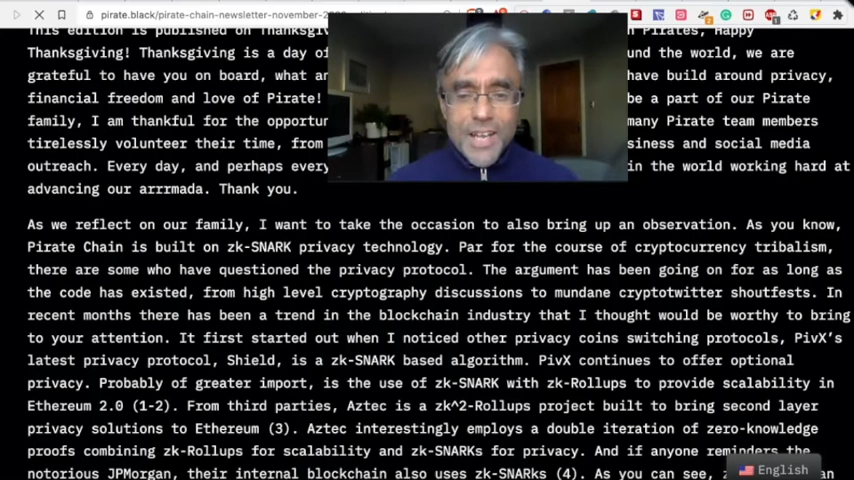 pirate.black/pirate-chain-newsletter-november-2
This edition is published on Thanksgiv Pirates, Happy
Thanksgiving! Thanksgiving is a day of und the world, we are
grateful to have you on board, what an have build around privacy,
financial freedom and love of Pirate! be a part of our Pirate
family, I am thankful for the opportun many Pirate team members
tirelessly volunteer their time, from siness and social media
outreach. Every day, and perhaps every in the world working hard at
advancing our arrrmada. Thank you.
As we reflect on our family, I want to take the occasion to also bring up an observation. As you know,
Pirate Chain is built on zk-SNARK privacy technology. Par for the course of cryptocurrency tribalism,
there are some who have questioned the privacy protocol. The argument has been going on for as long as
the code has existed, from high level cryptography discussions to mundane cryptotwitter shoutfests. In
recent months there has been a trend in the blockchain industry that I thought would be worthy to bring
to your attention. It first started out when I noticed other privacy coins switching protocols, PivX's
latest privacy protocol, Shield, is a zk-SNARK based algorithm. PivX continues to offer optional
privacy. Probably of greater import, is the use of zk-SNARK with zk-Rollups to provide scalability in
Ethereum 2.0 (1-2). From third parties, Aztec is a zk^2-Rollups project built to bring second layer
privacy solutions to Ethereum (3). Aztec interestingly employs a double iteration of zero-knowledge
proofs combining zk-Rollups for scalability and zk-SNARKs for privacy. And if anyone reminders the
notorious JPMorgan, their internal blockchain also uses zk-SNARks (4). As you can see, z an
English